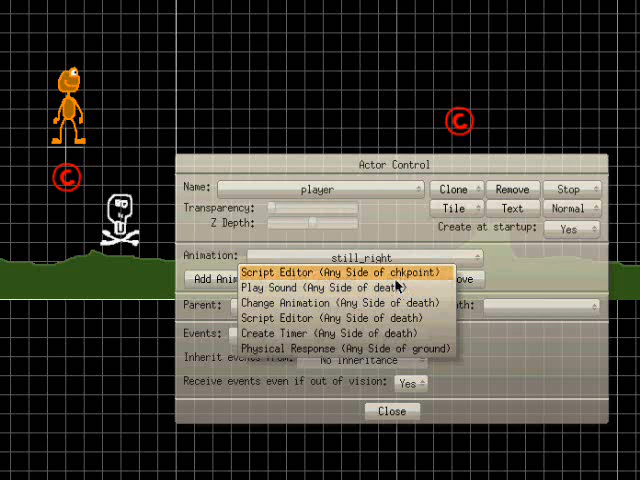 C
C
Actor Control
Name: player Clone Remove Stop
Transparency: Tile Text Normal
Z Depth: Create at startup: Yes
Animation: still_right
Script Editor (Any Side of chkpoint)
Add
Play Sound (Any Side of death)
Change Animation (Any Side of death)
Parent:
Script Editor (Any Side of death)
Events: Create Timer (Any Side of death)
Physical Response (Any Side of ground)
Inherit events from: No Inheritance
Receive events even if out of vision: Yes
Close